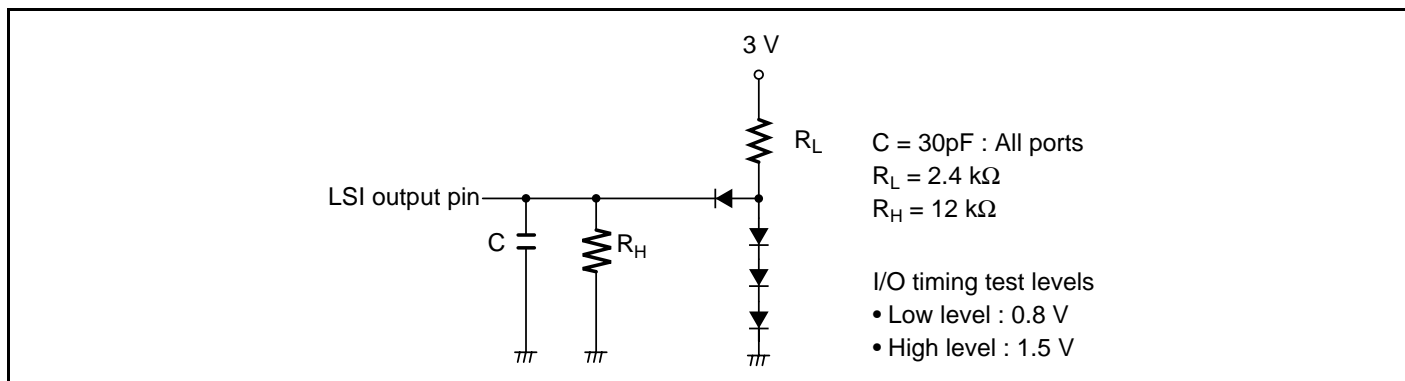 3 V
R_L
LSI output pin
C
R_H
C = 30pF : All ports
R_L = 2.4 kΩ
R_H = 12 kΩ
I/O timing test levels
• Low level : 0.8 V
• High level : 1.5 V